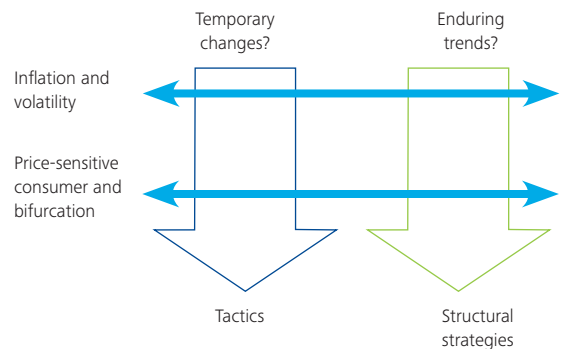 Temporary
changes?
Enduring
trends?
Inflation and
volatility
Price-sensitive
consumer and
bifurcation
Tactics
Structural
strategies